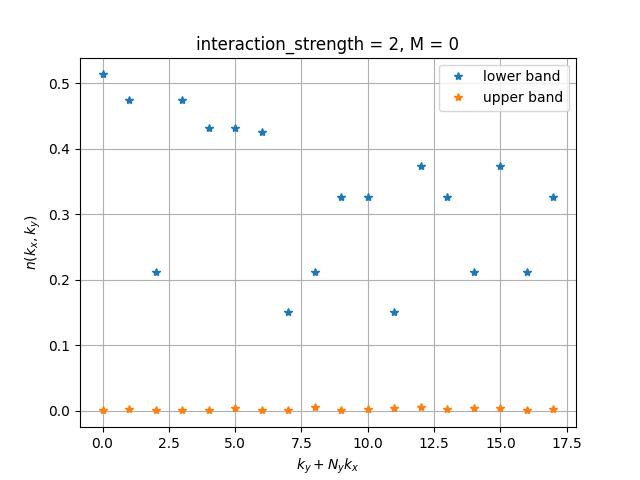 interaction_strength = 2, M = 0
lower band
upper band
n(k_x, k_y)
0.5
0.4
0.3
0.2
0.1
0.0
0.0 2.5 5.0 7.5 10.0 12.5 15.0 17.5
k_y + N_y k_x